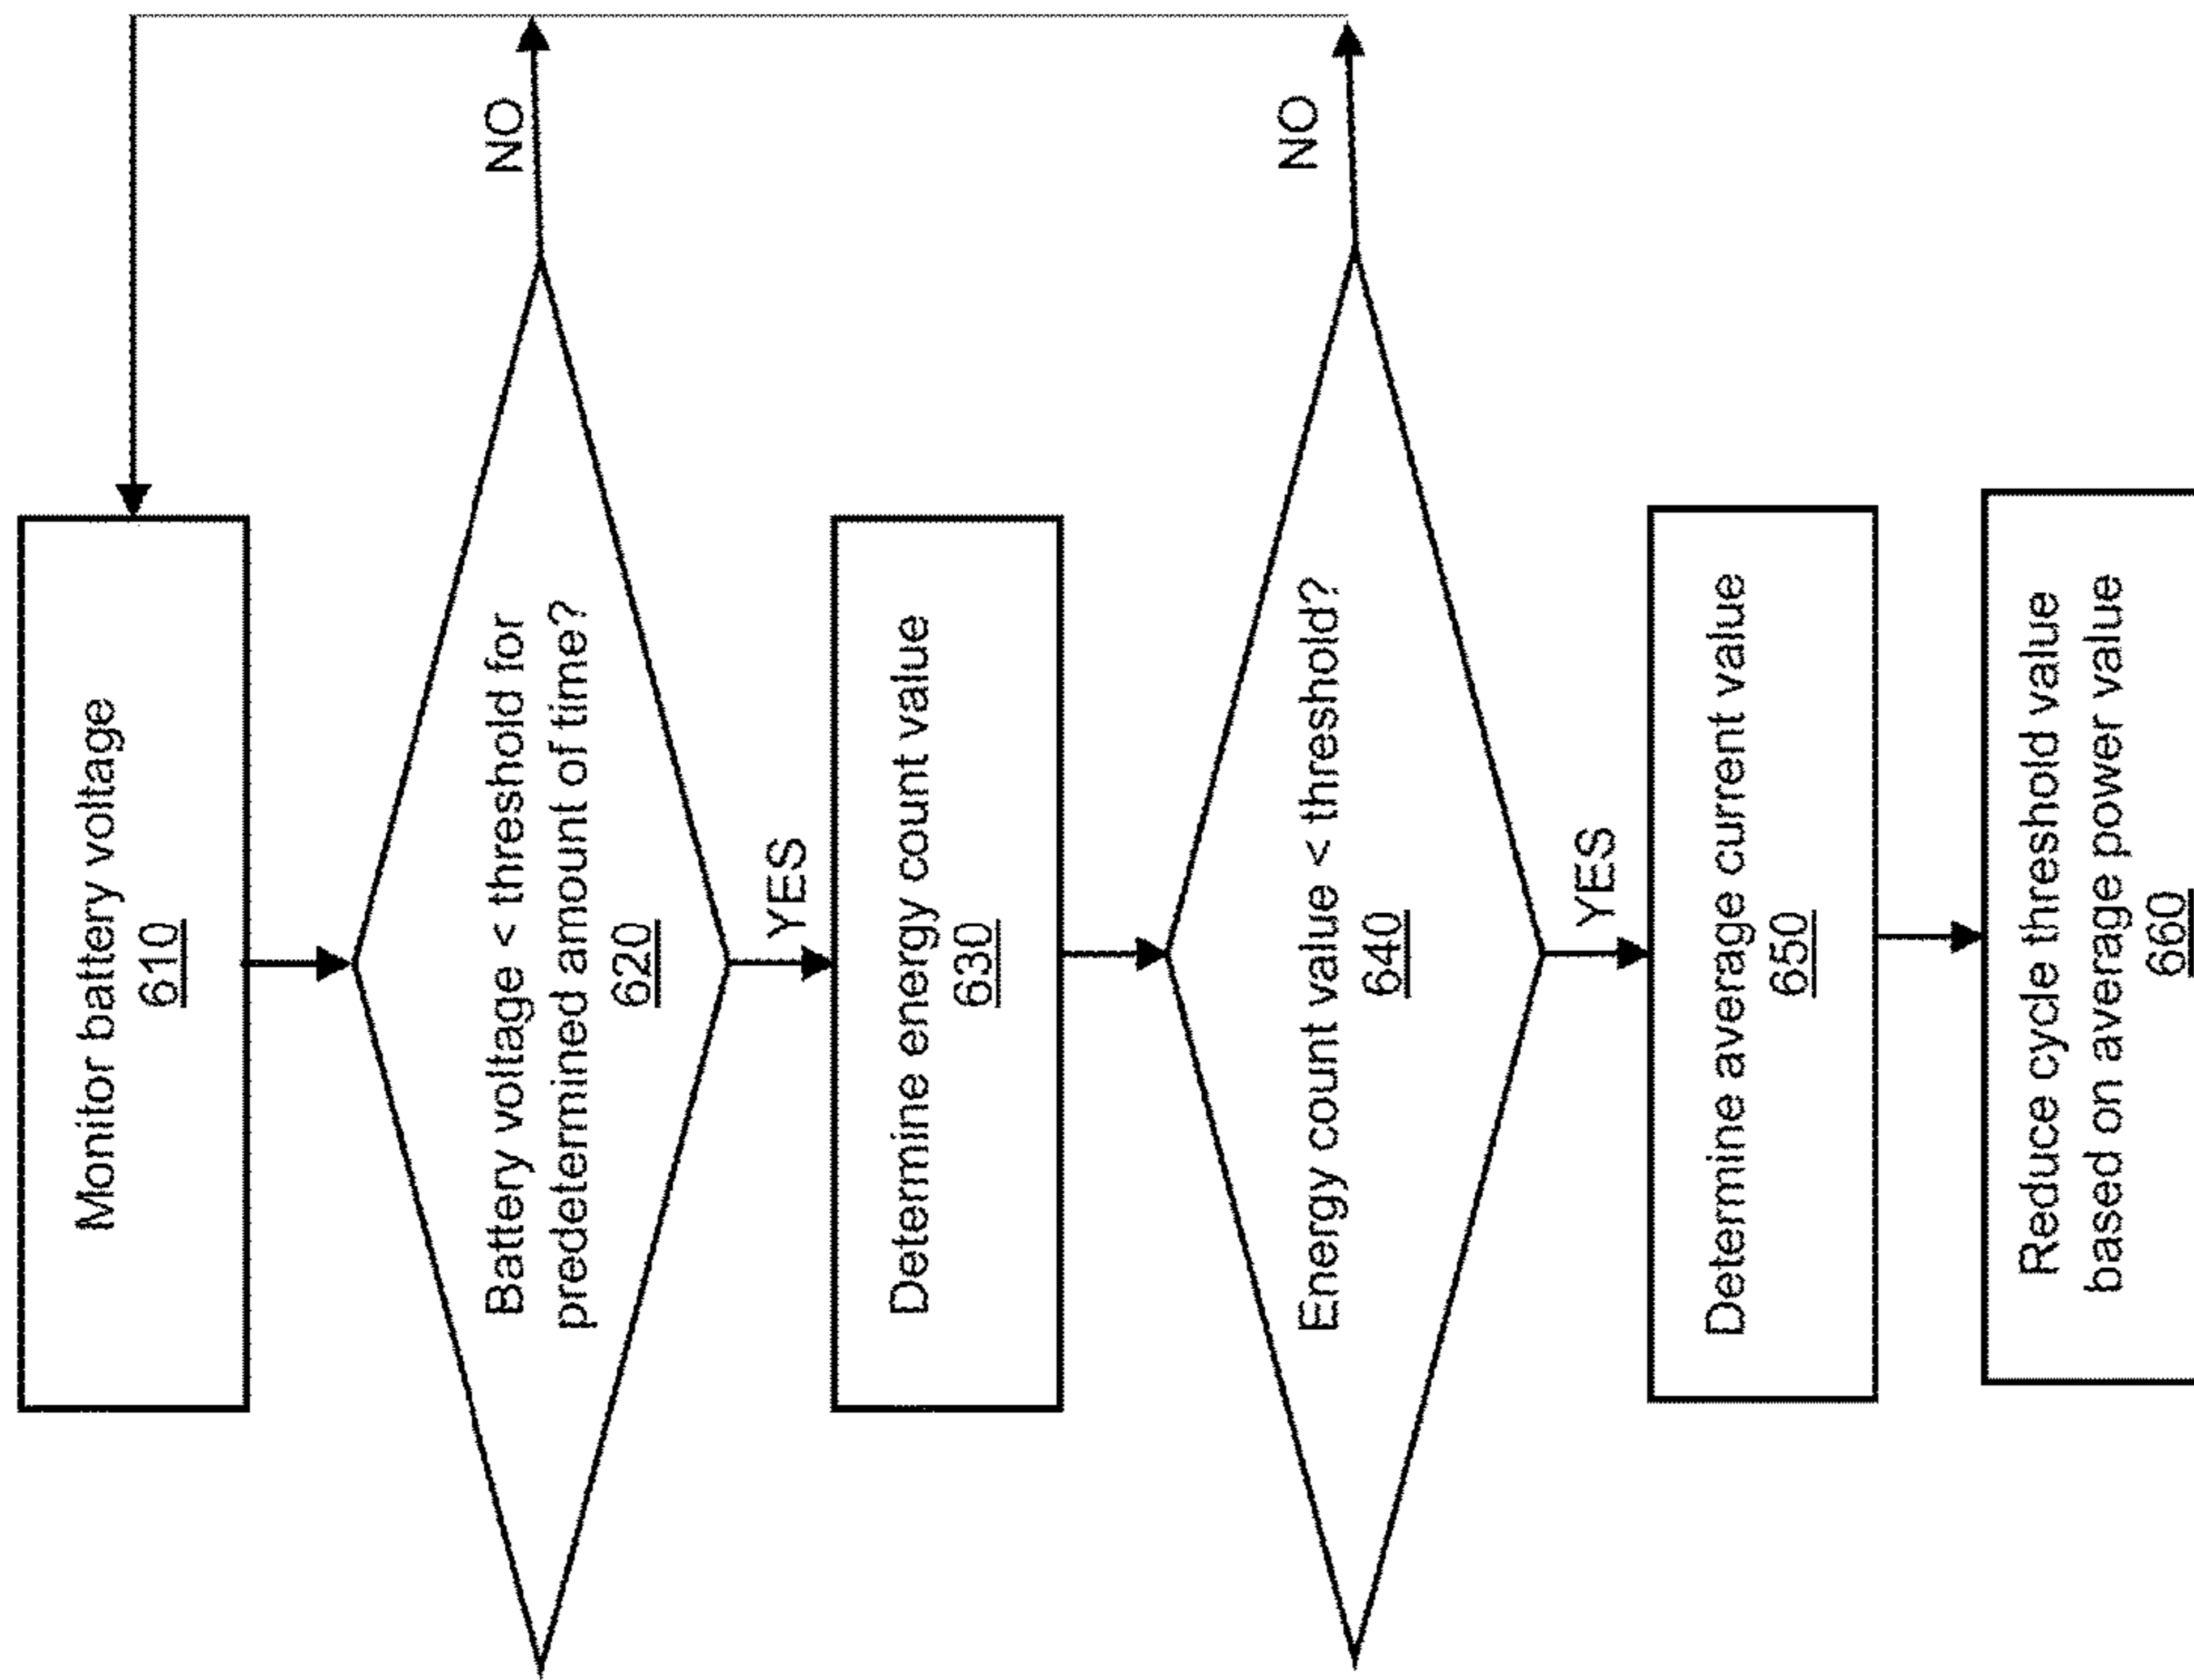 Monitor battery voltage
610
Battery voltage < threshold for
predetermined amount of time?
620
NO
YES
Determine energy count value
630
Energy count value < threshold?
640
NO
YES
Determine average current value
650
Reduce cycle threshold value
based on average power value
660